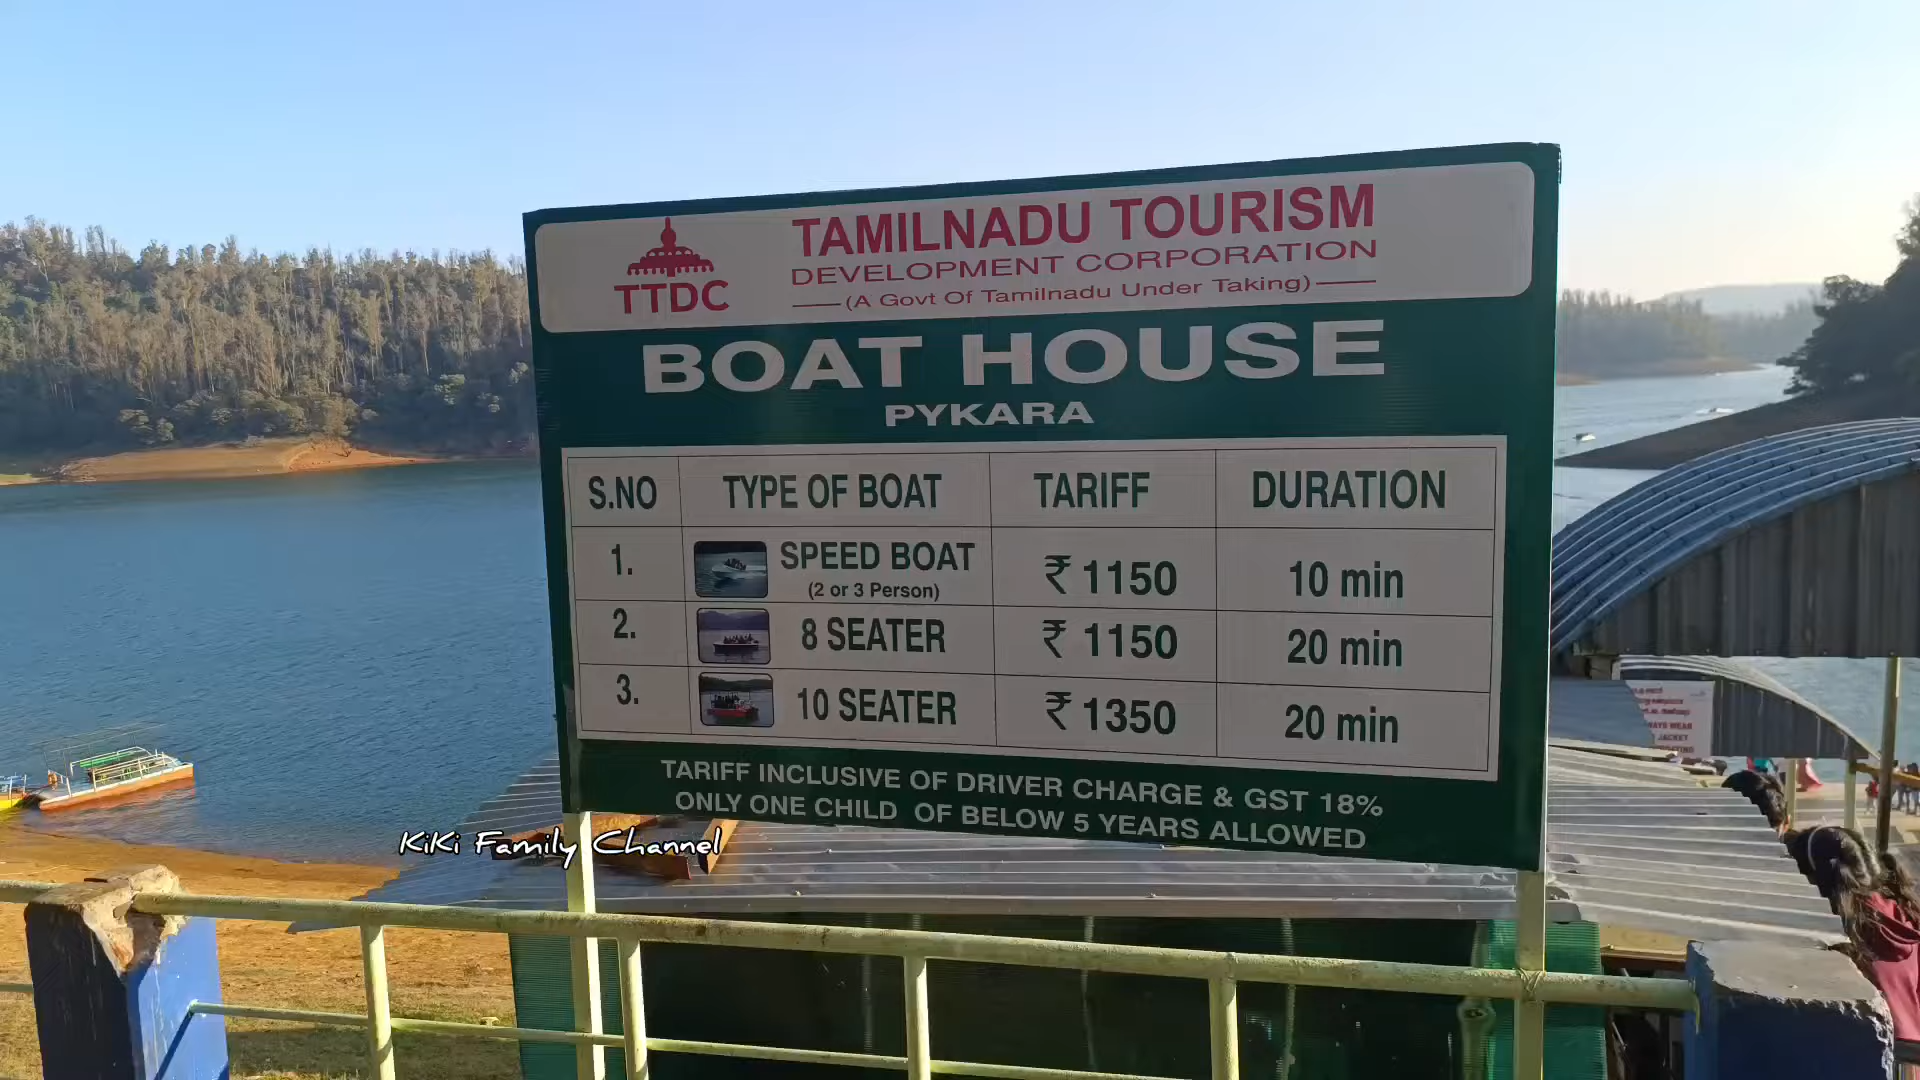 TTDC
TAMILNADU TOURISM
DEVELOPMENT CORPORATION
(A Govt Of Tamilnadu Under Taking)
BOAT HOUSE
PYKARA
S.NO TYPE OF BOAT TARIFF DURATION
1. SPEED BOAT ₹ 1150 10 min
(2 or 3 Person)
2. 8 SEATER ₹ 1150 20 min
3. 10 SEATER ₹ 1350 20 min
TARIFF INCLUSIVE OF DRIVER CHARGE & GST 18%
ONLY ONE CHILD OF BELOW 5 YEARS ALLOWED
KiKi Family Channel
WEAR
JACKET